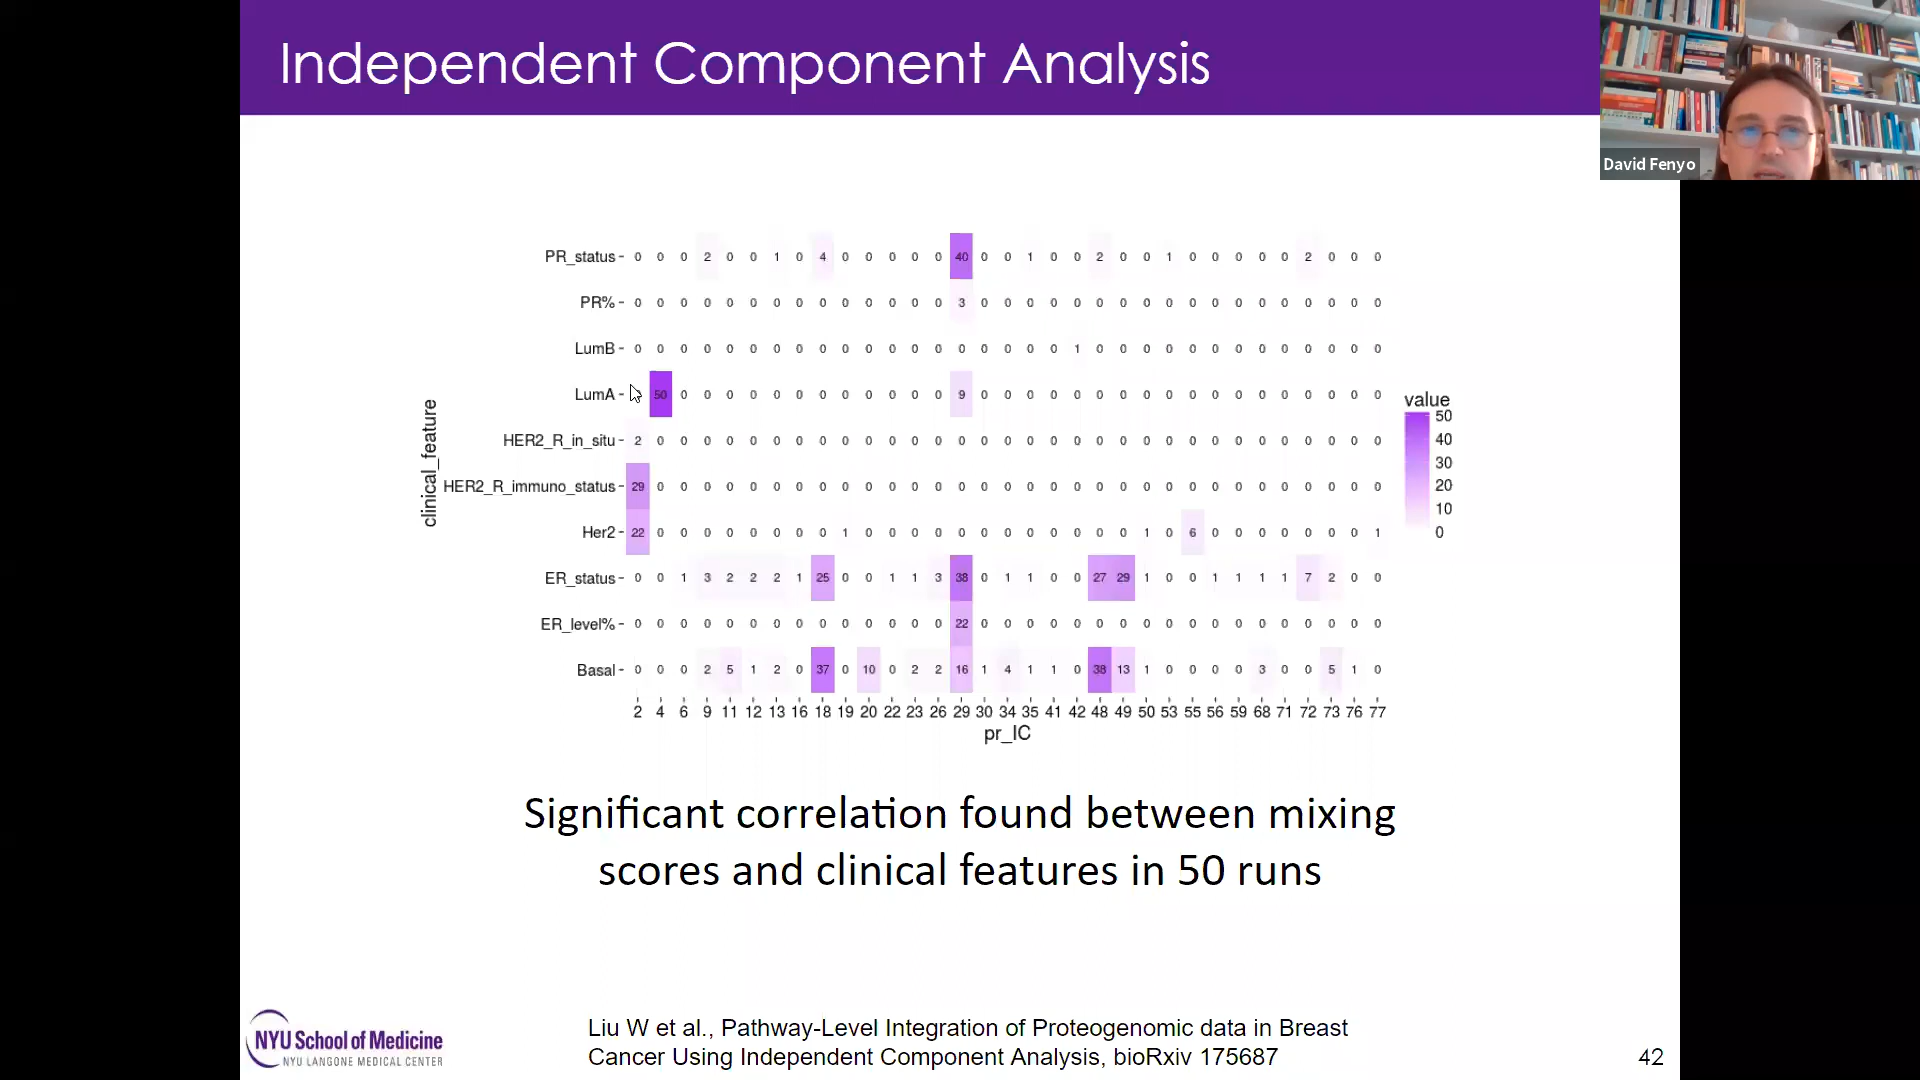 Independent Component Analysis
David Fenyo
PR_status 0 0 0 2 0 0 1 0 4 0 0 0 0 0 40 0 0 1 0 0 2 0 0 1 0 0 0 0 0 2 0 0 0
PR% 0 0 0 0 0 0 0 0 0 0 0 0 0 0 3 0 0 0 0 0 0 0 0 0 0 0 0 0 0 0 0 0 0
LumB 0 0 0 0 0 0 0 0 0 0 0 0 0 0 0 0 0 0 0 1 0 0 0 0 0 0 0 0 0 0 0 0 0
LumA 50 0 0 0 0 0 0 0 0 0 0 0 0 9 0 0 0 0 0 0 0 0 0 0 0 0 0 0 0 0 0 0
HER2_R_in_situ 2 0 0 0 0 0 0 0 0 0 0 0 0 0 0 0 0 0 0 0 0 0 0 0 0 0 0 0 0 0 0 0 0
HER2_R_immuno_status 29 0 0 0 0 0 0 0 0 0 0 0 0 0 0 0 0 0 0 0 0 0 0 0 0 0 0 0 0 0 0 0 0
Her2 22 0 0 0 0 0 0 0 0 1 0 0 0 0 0 0 0 0 0 0 0 0 1 0 6 0 0 0 0 0 0 0 1
ER_status 0 0 1 3 2 2 2 1 25 0 0 1 1 3 38 0 1 1 0 0 27 29 1 0 0 1 1 1 1 7 2 0 0
ER_level% 0 0 0 0 0 0 0 0 0 0 0 0 0 0 22 0 0 0 0 0 0 0 0 0 0 0 0 0 0 0 0 0 0
Basal 0 0 0 2 5 1 2 0 37 0 10 0 2 2 16 1 4 1 1 0 38 13 1 0 0 0 0 3 0 0 5 1 0
2 4 6 9 11 12 13 16 18 19 20 22 23 26 29 30 34 35 41 42 48 49 50 53 55 56 59 68 71 72 73 76 77
pr_IC
clinical_feature
value
50
40
30
20
10
0
Significant correlation found between mixing
scores and clinical features in 50 runs
NYU School of Medicine
NYU LANGONE MEDICAL CENTER
Liu W et al., Pathway-Level Integration of Proteogenomic data in Breast
Cancer Using Independent Component Analysis, bioRxiv 175687
42